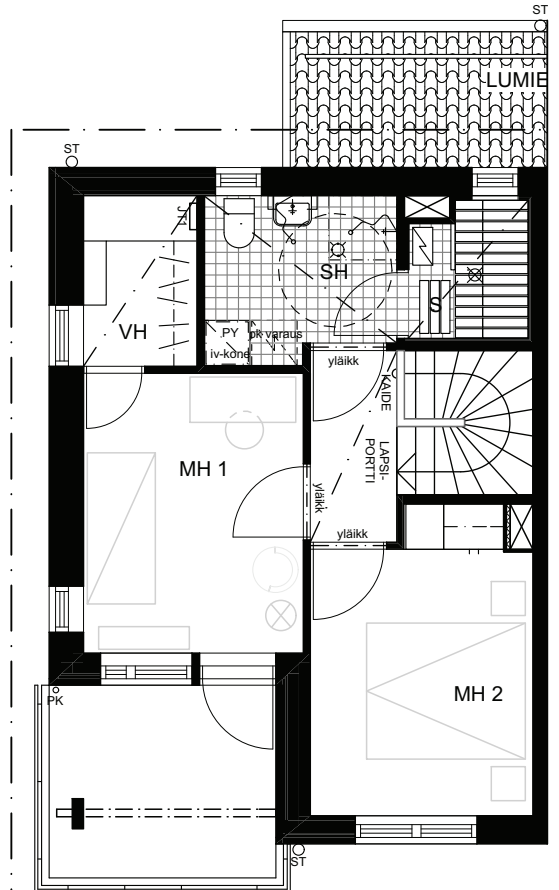 ST
LUMIE
ST
JT1
SH
S
VH
PY
pk varaus
iv-kone
yläikk
KAIDE
LAPSI-
PORTTI
MH 1
yläikk
yläikk
MH 2
PK
ST